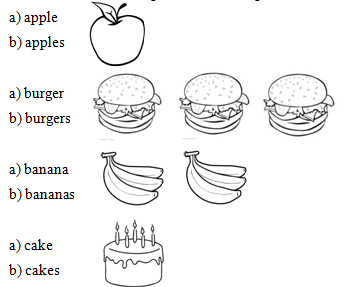 a) apple
b) apples
a) burger
b) burgers
a) banana
b) bananas
a) cake
b) cakes